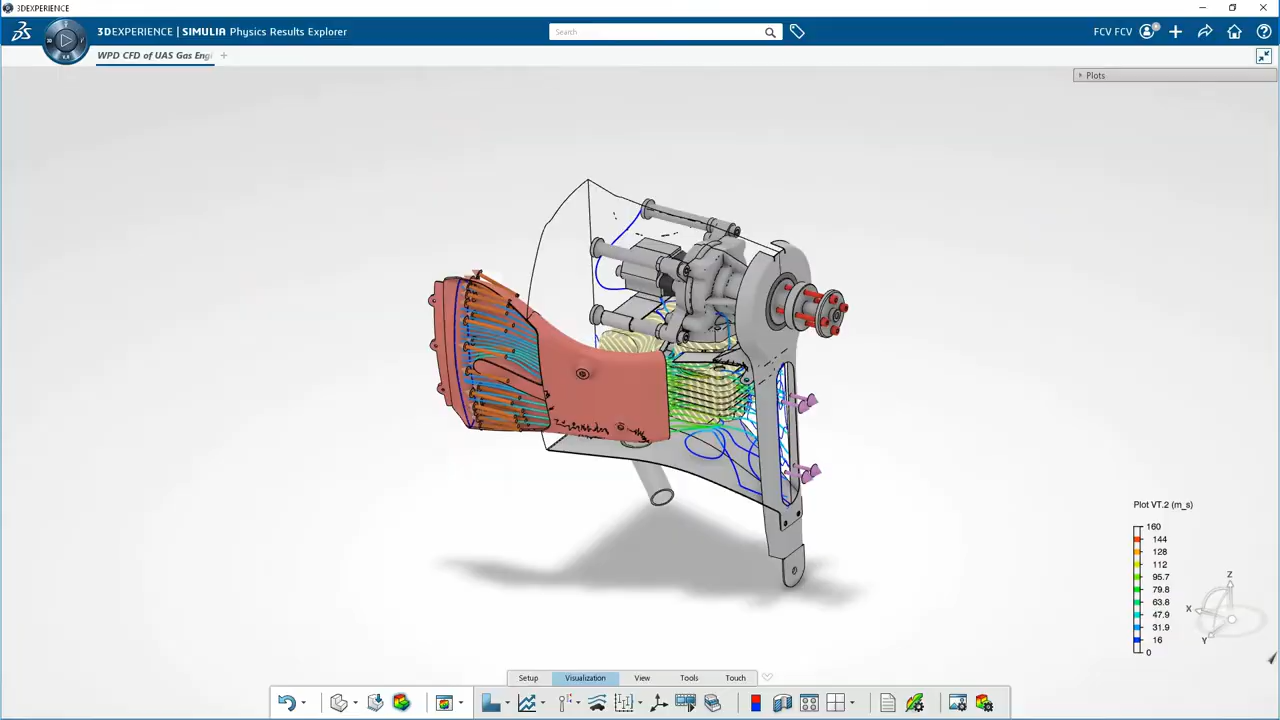 3DEXPERIENCE
3DEXPERIENCE | SIMULIA Physics Results Explorer
Search
FCV FCV
WPD CFD of UAS Gas Eng
Plots
Plot VT.2 (m_s)
160
144
128
112
95.7
79.8
63.8
47.9
31.9
16
0
Z
X
Y
Setup
Visualization
View
Tools
Touch